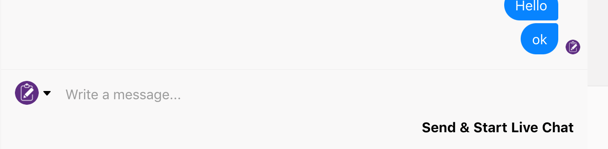 Hello
ok
Write a message...
Send & Start Live Chat